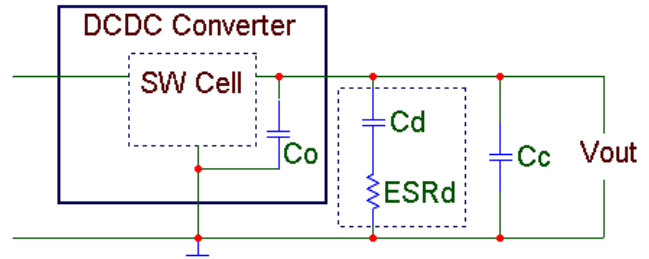 DCDC Converter
SW Cell
Co
Cd
ESRd
Cc
Vout